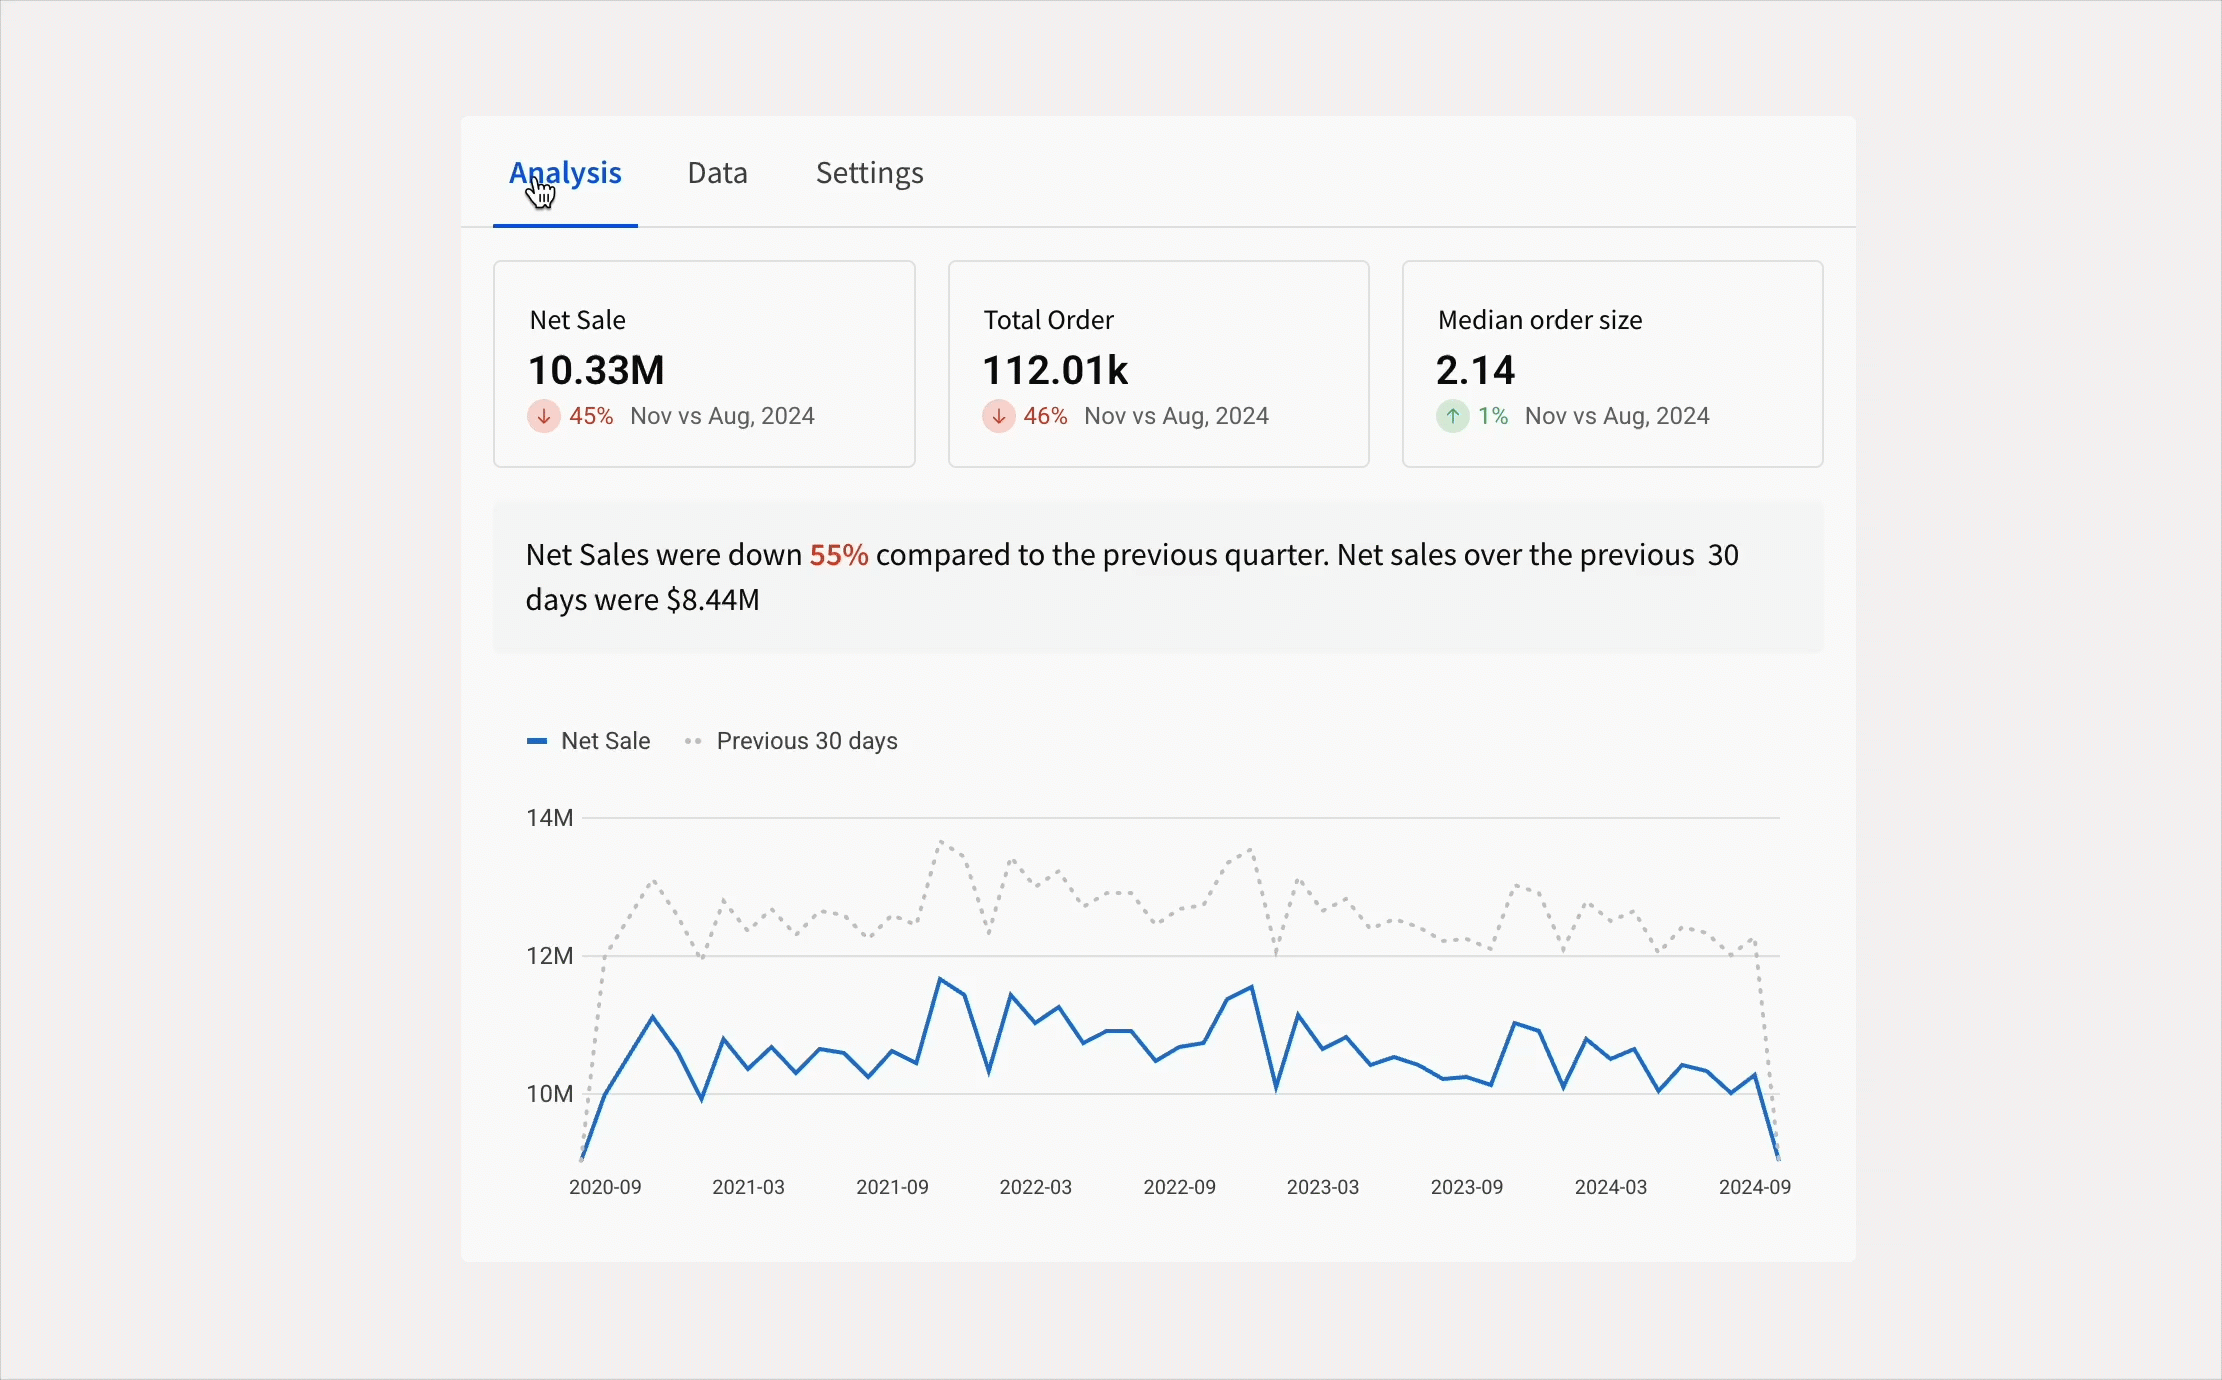 Analysis Data Settings
Net Sale
10.33M
45% Nov vs Aug, 2024
Total Order
112.01k
46% Nov vs Aug, 2024
Median order size
2.14
1% Nov vs Aug, 2024
Net Sales were down 55% compared to the previous quarter. Net sales over the previous 30
days were $8.44M
Net Sale Previous 30 days
14M
12M
10M
2020-09 2021-03 2021-09 2022-03 2022-09 2023-03 2023-09 2024-03 2024-09